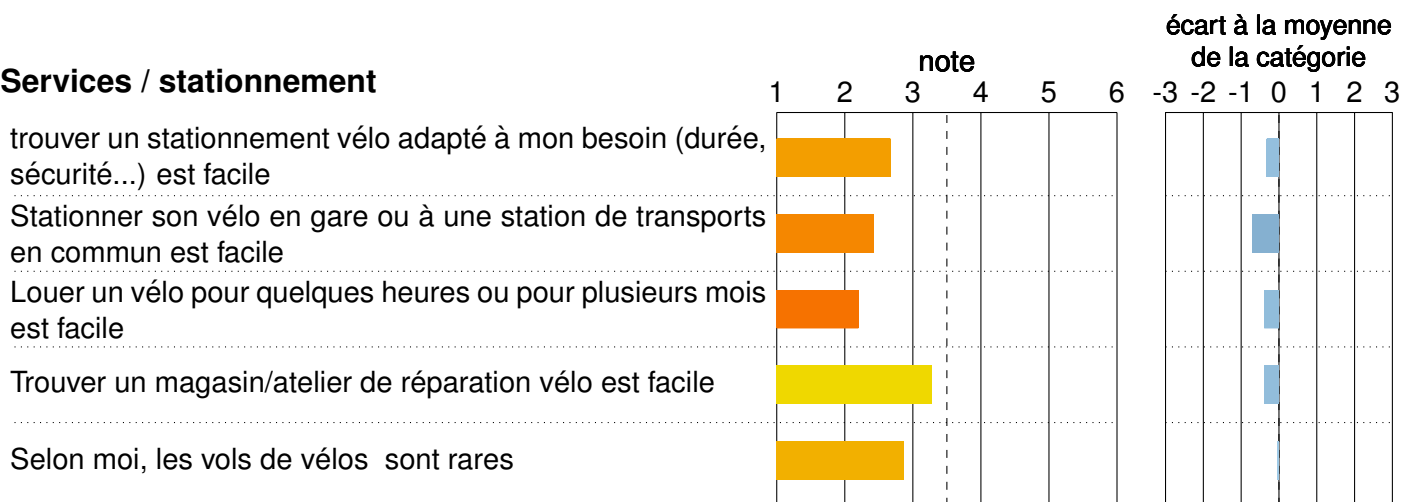 écart à la moyenne
note de la catégorie
Services / stationnement
1 2 3 4 5 6 -3 -2 -1 0 1 2 3
trouver un stationnement vélo adapté à mon besoin (durée,
sécurité...) est facile
Stationner son vélo en gare ou à une station de transports
en commun est facile
Louer un vélo pour quelques heures ou pour plusieurs mois
est facile
Trouver un magasin/atelier de réparation vélo est facile
Selon moi, les vols de vélos sont rares